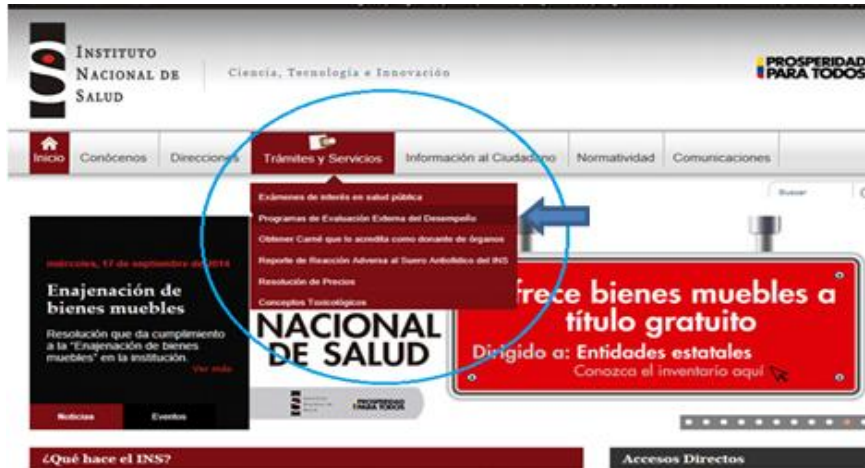 INSTITUTO
NACIONAL DE
SALUD
Ciencia, Tecnología e Innovación
PROSPERIDAD
PARA TODOS
Inicio
Conócenos
Direcciones
Trámites y Servicios
Información al Ciudadano
Normatividad
Comunicaciones
Buscar
Exámenes de interés en salud pública
Programas de Evaluación Externa del Desempeño
Obtener Carné que lo acredita como donante de órganos
Reporte de Reacción Adversa al Suero Antiofídico del INS
Resolución de Precios
Conceptos Toxicológicos
miércoles, 17 de septiembre de 2014
Enajenación de
bienes muebles
Resolución que da cumplimiento
a la "Enajenación de bienes
muebles" en la institución.
Ver más
Noticias
Eventos
NACIONAL
DE SALUD
PROSPERIDAD
PARA TODOS
frece bienes muebles a
título gratuito
Dirigido a: Entidades estatales
Conozca el inventario aquí
¿Qué hace el INS?
Accesos Directos